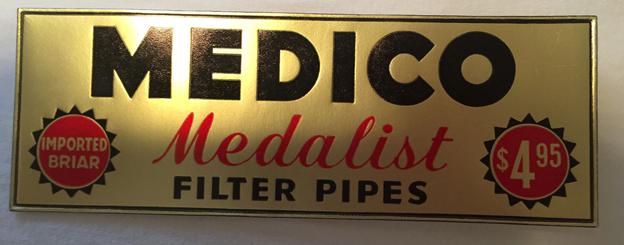 MEDICO
Medalist
FILTER PIPES
IMPORTED
BRIAR
$4.95